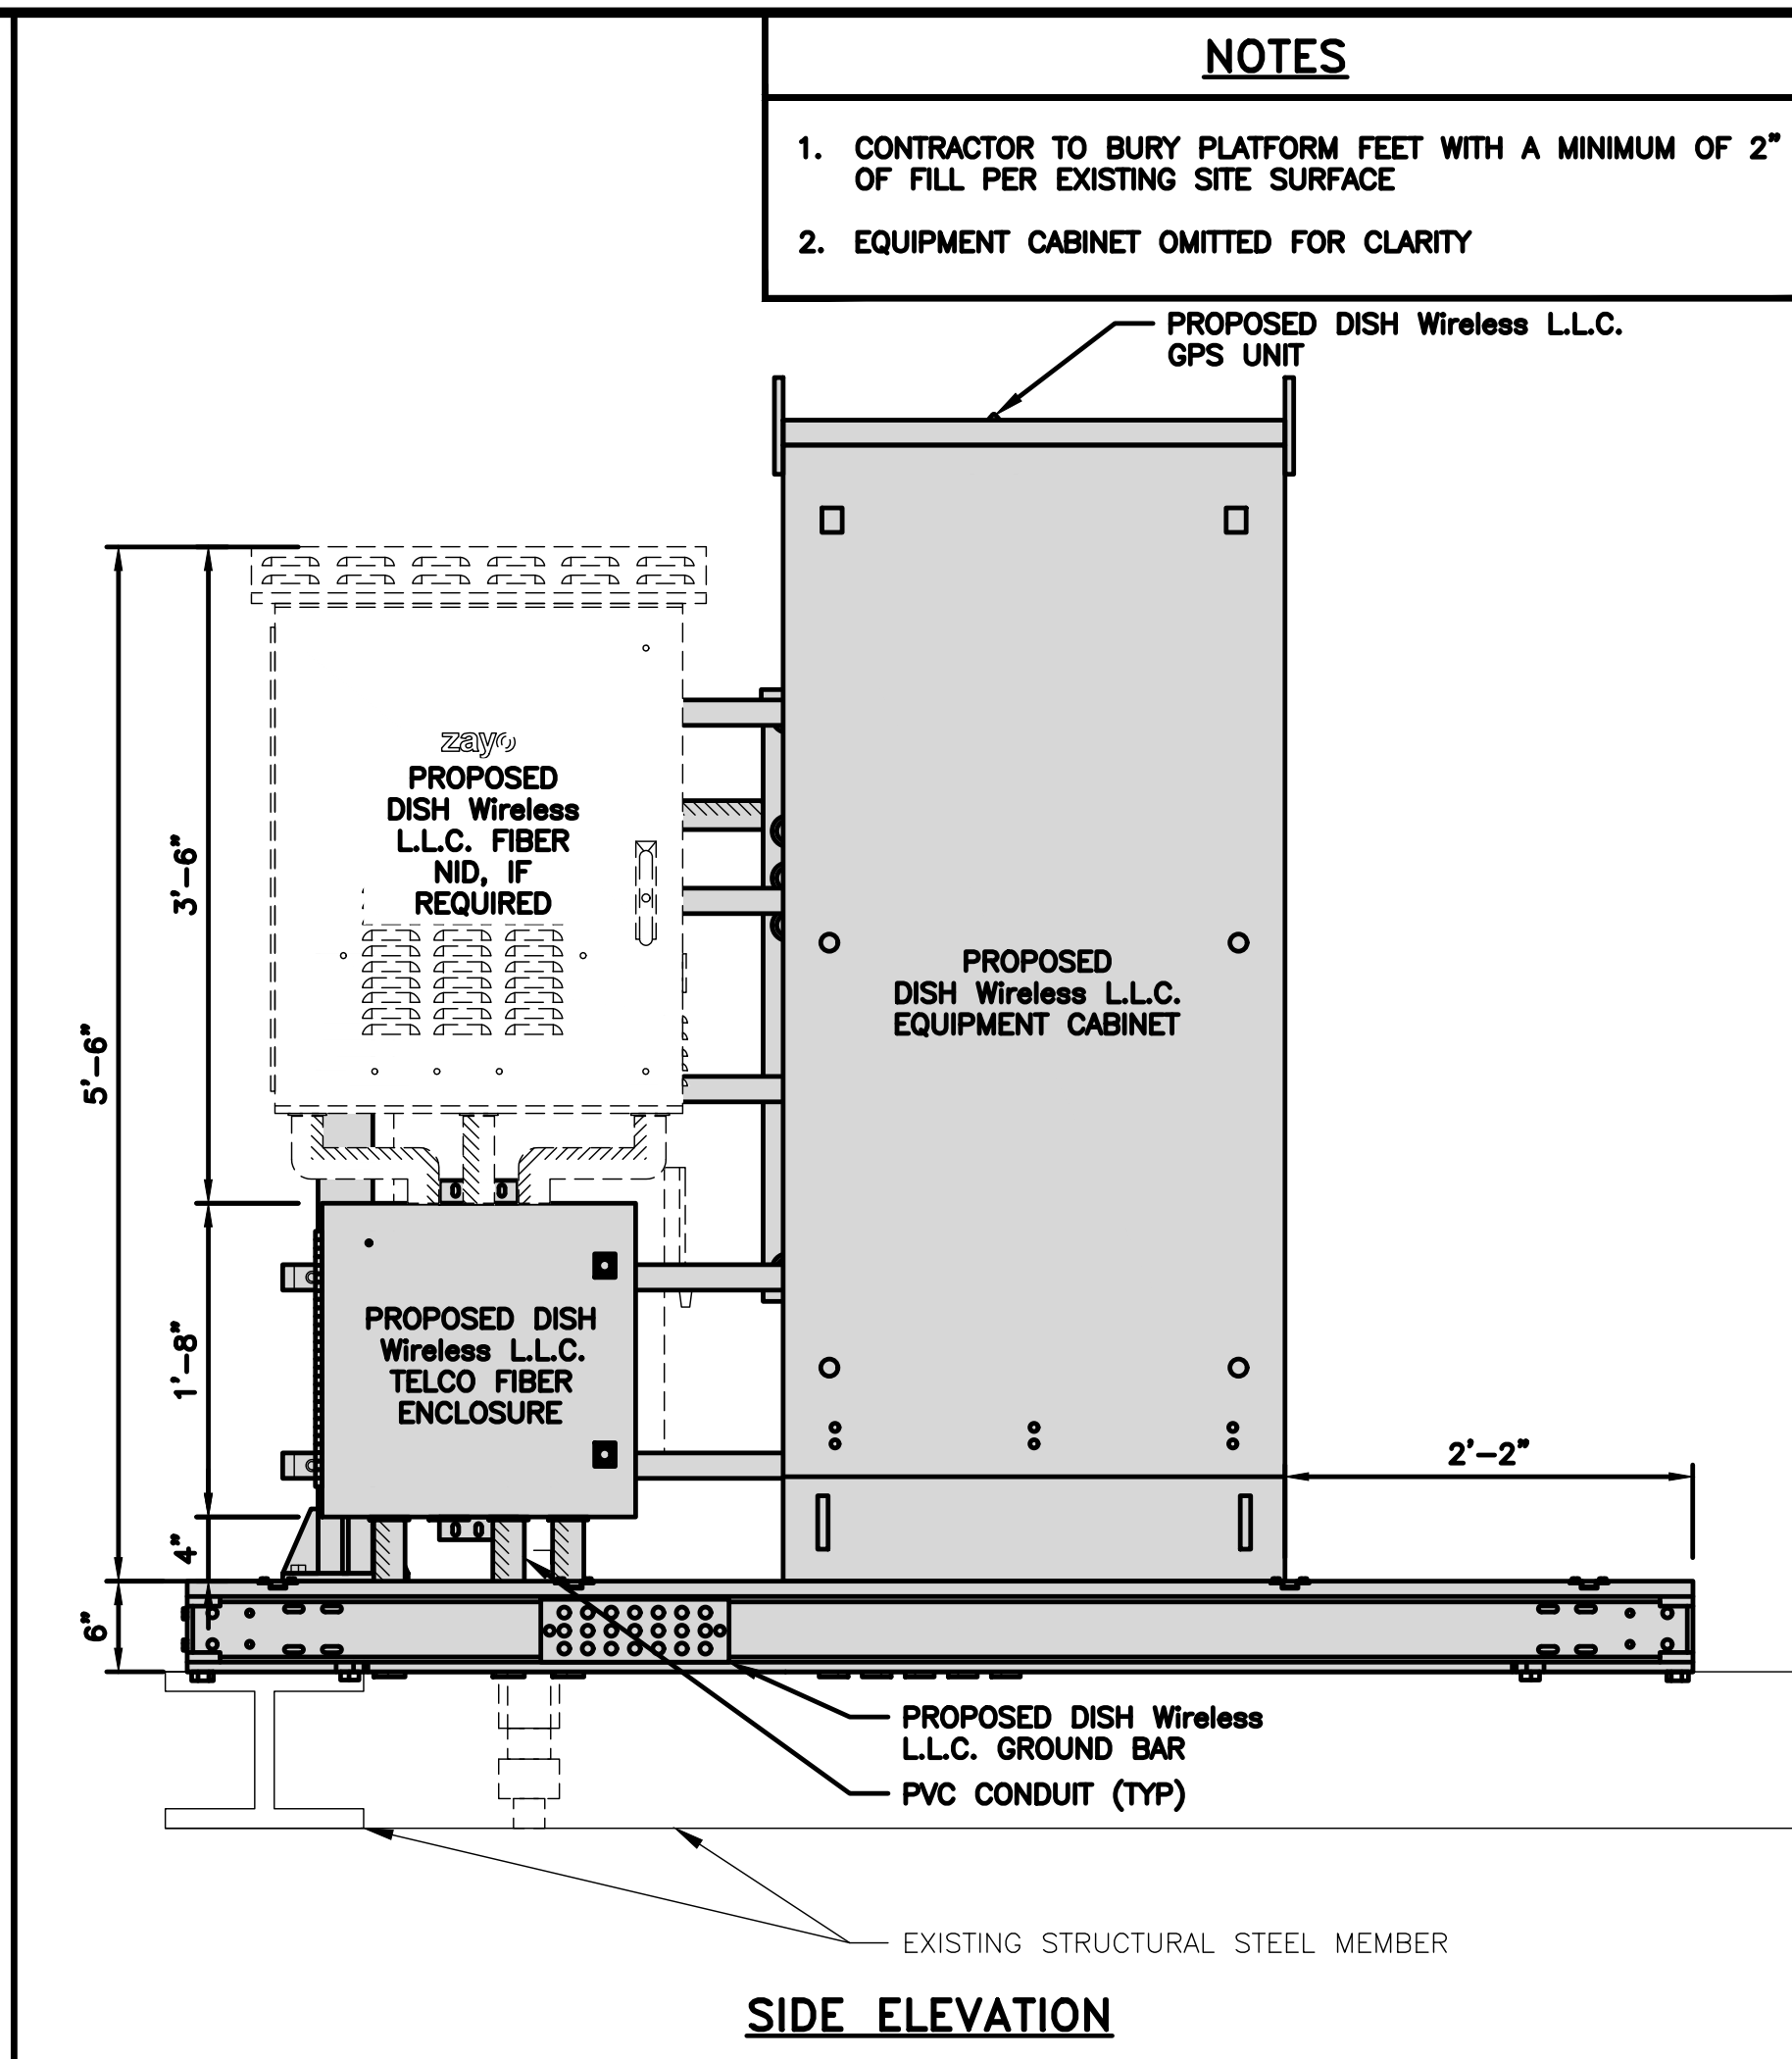 NOTES
1. CONTRACTOR TO BURY PLATFORM FEET WITH A MINIMUM OF 2"
OF FILL PER EXISTING SITE SURFACE
2. EQUIPMENT CABINET OMITTED FOR CLARITY
PROPOSED DISH Wireless L.L.C.
GPS UNIT
zayo
PROPOSED
DISH Wireless
L.L.C. FIBER
NID, IF
REQUIRED
3'-6"
5'-6"
PROPOSED
DISH Wireless L.L.C.
EQUIPMENT CABINET
PROPOSED DISH
Wireless L.L.C.
TELCO FIBER
ENCLOSURE
1'-8"
2'-2"
4"
6"
PROPOSED DISH Wireless
L.L.C. GROUND BAR
PVC CONDUIT (TYP)
EXISTING STRUCTURAL STEEL MEMBER
SIDE ELEVATION